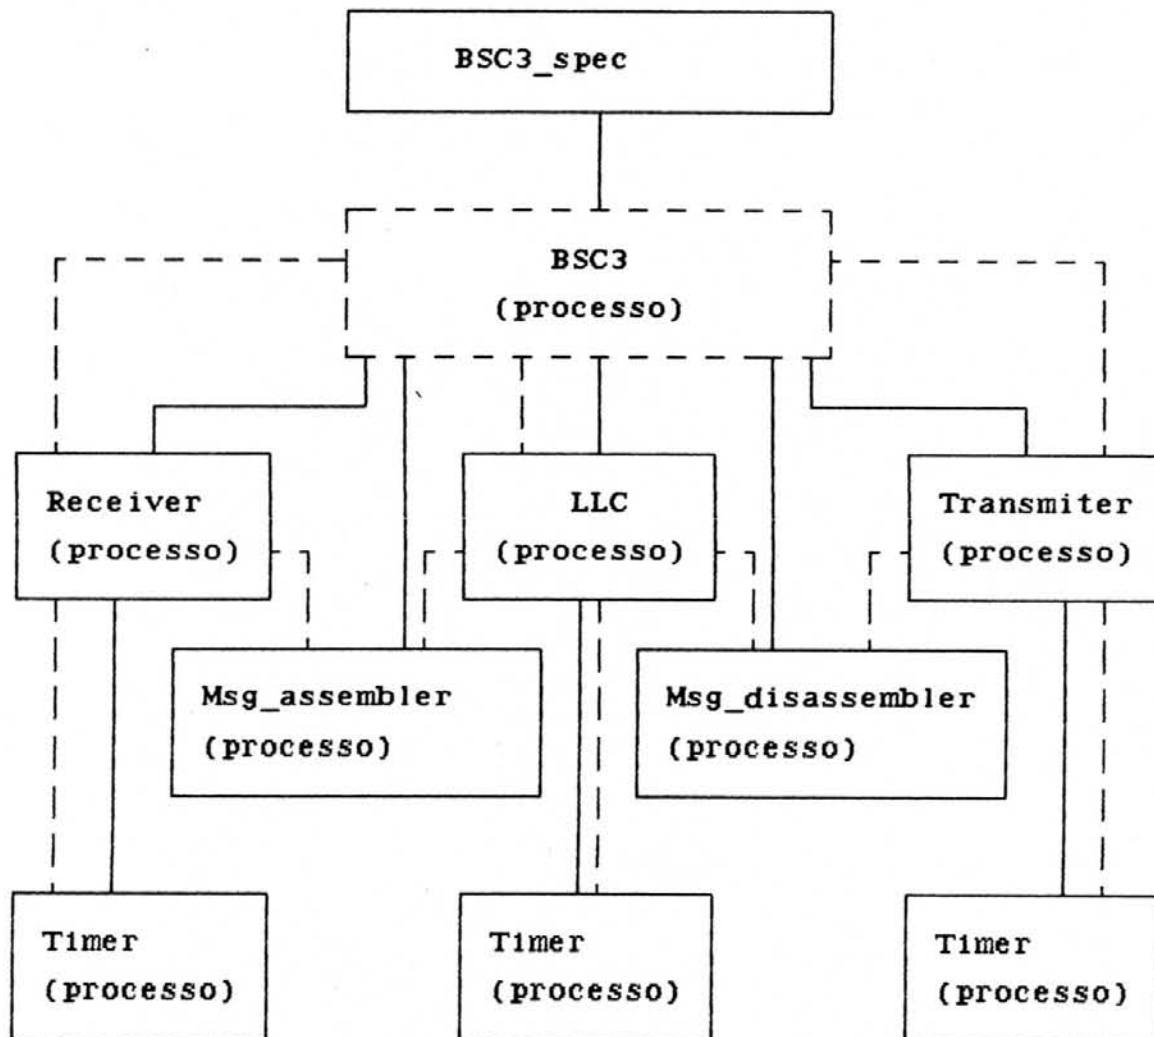 BSC3_spec
BSC3
(processo)
Receiver
(processo)
LLC
(processo)
Transmiter
(processo)
Msg_assembler
(processo)
Msg_disassembler
(processo)
Timer
(processo)
Timer
(processo)
Timer
(processo)